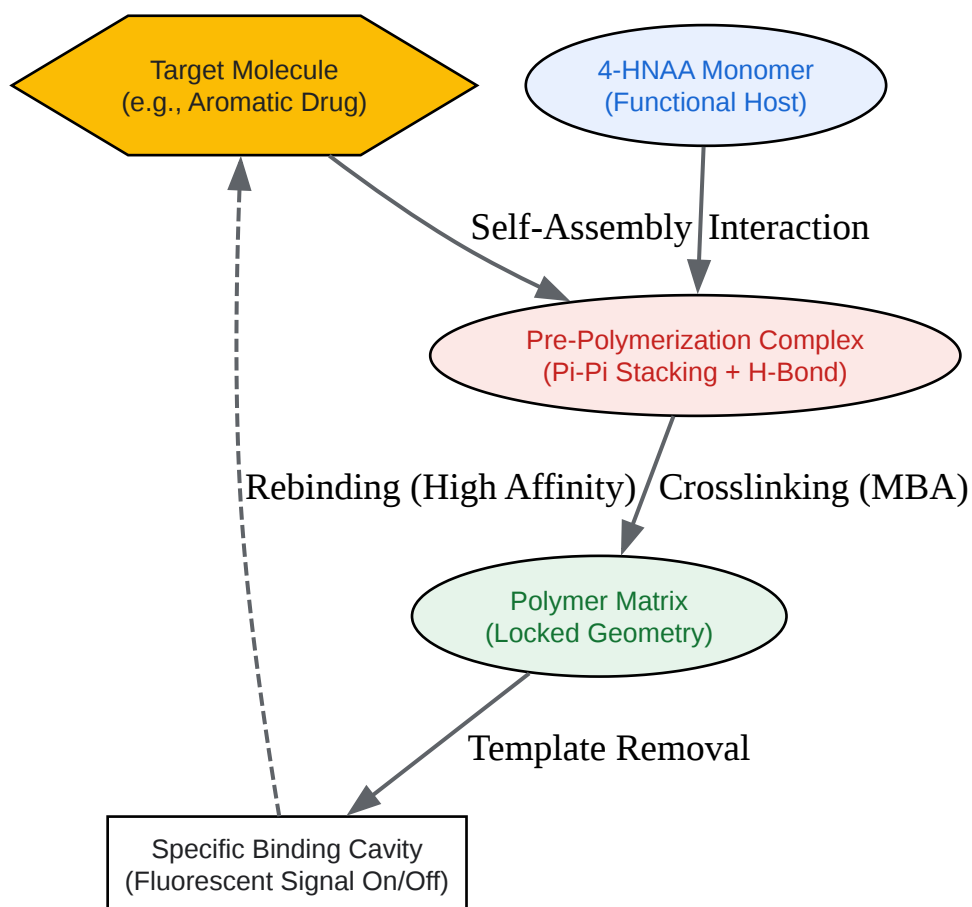 Target Molecule
(e.g., Aromatic Drug)
4-HNAA Monomer
(Functional Host)
Self-Assembly
Interaction
Pre-Polymerization Complex
(Pi-Pi Stacking + H-Bond)
Rebinding (High Affinity)
Crosslinking (MBA)
Polymer Matrix
(Locked Geometry)
Template Removal
Specific Binding Cavity
(Fluorescent Signal On/Off)